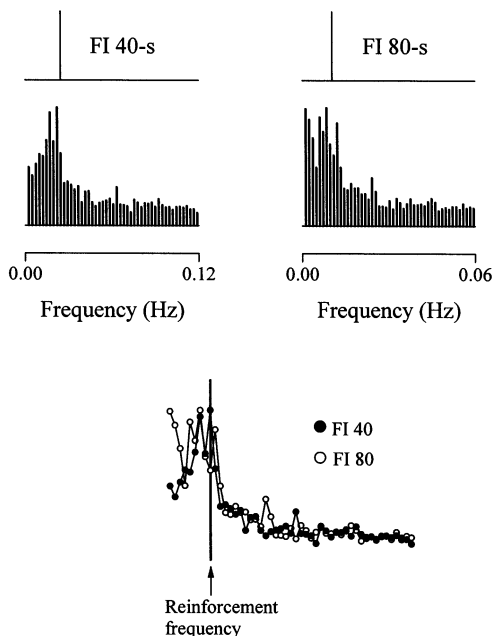 FI 40-s
FI 80-s
0.00 0.12
0.00 0.06
Frequency (Hz)
Frequency (Hz)
FI 40
FI 80
Reinforcement
frequency